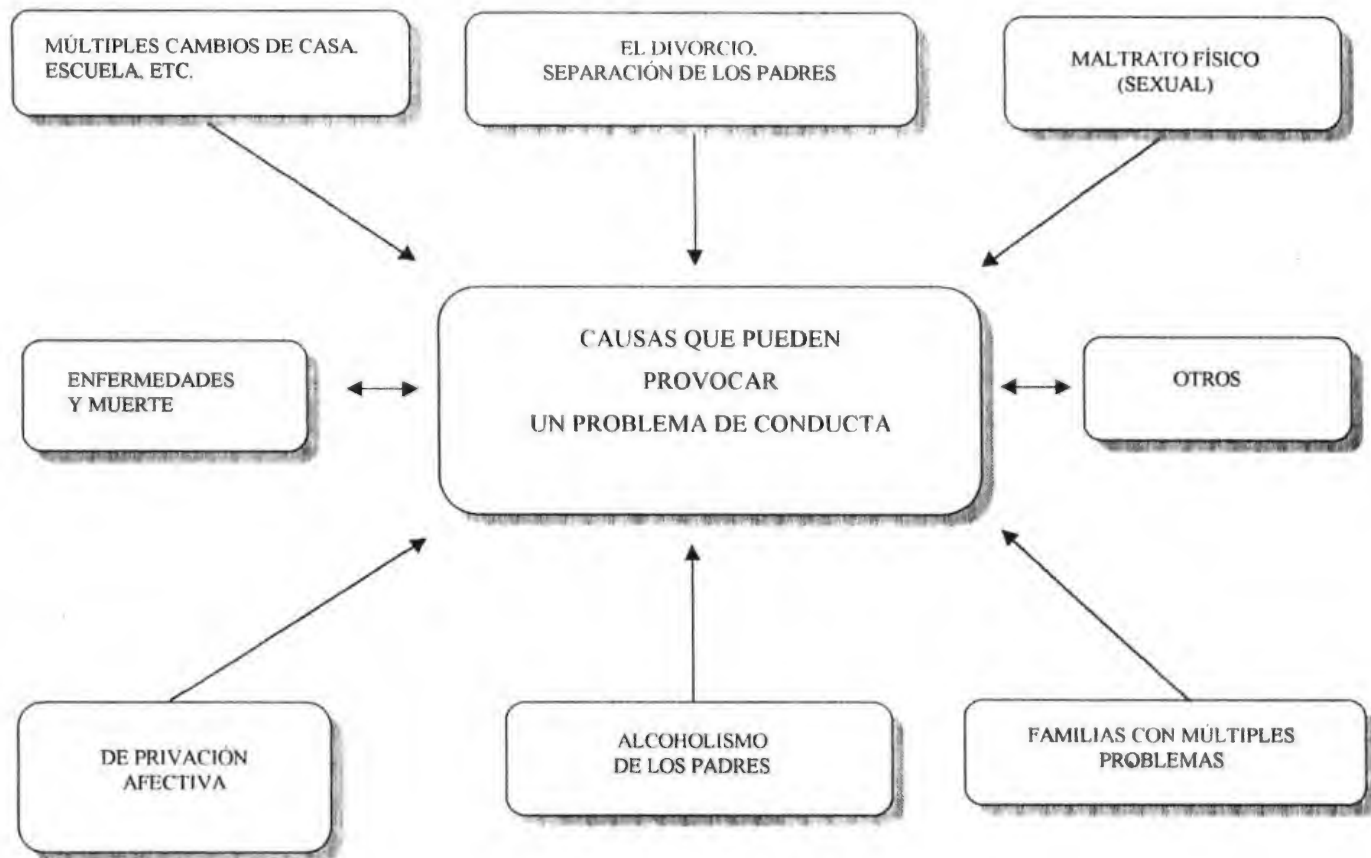 MÚLTIPLES CAMBIOS DE CASA.
ESCUELA, ETC.
EL DIVORCIO.
SEPARACIÓN DE LOS PADRES
MALTRATO FÍSICO
(SEXUAL)
ENFERMEDADES
Y MUERTE
CAUSAS QUE PUEDEN
PROVOCAR
UN PROBLEMA DE CONDUCTA
OTROS
DE PRIVACIÓN
AFECTIVA
ALCOHOLISMO
DE LOS PADRES
FAMILIAS CON MÚLTIPLES
PROBLEMAS